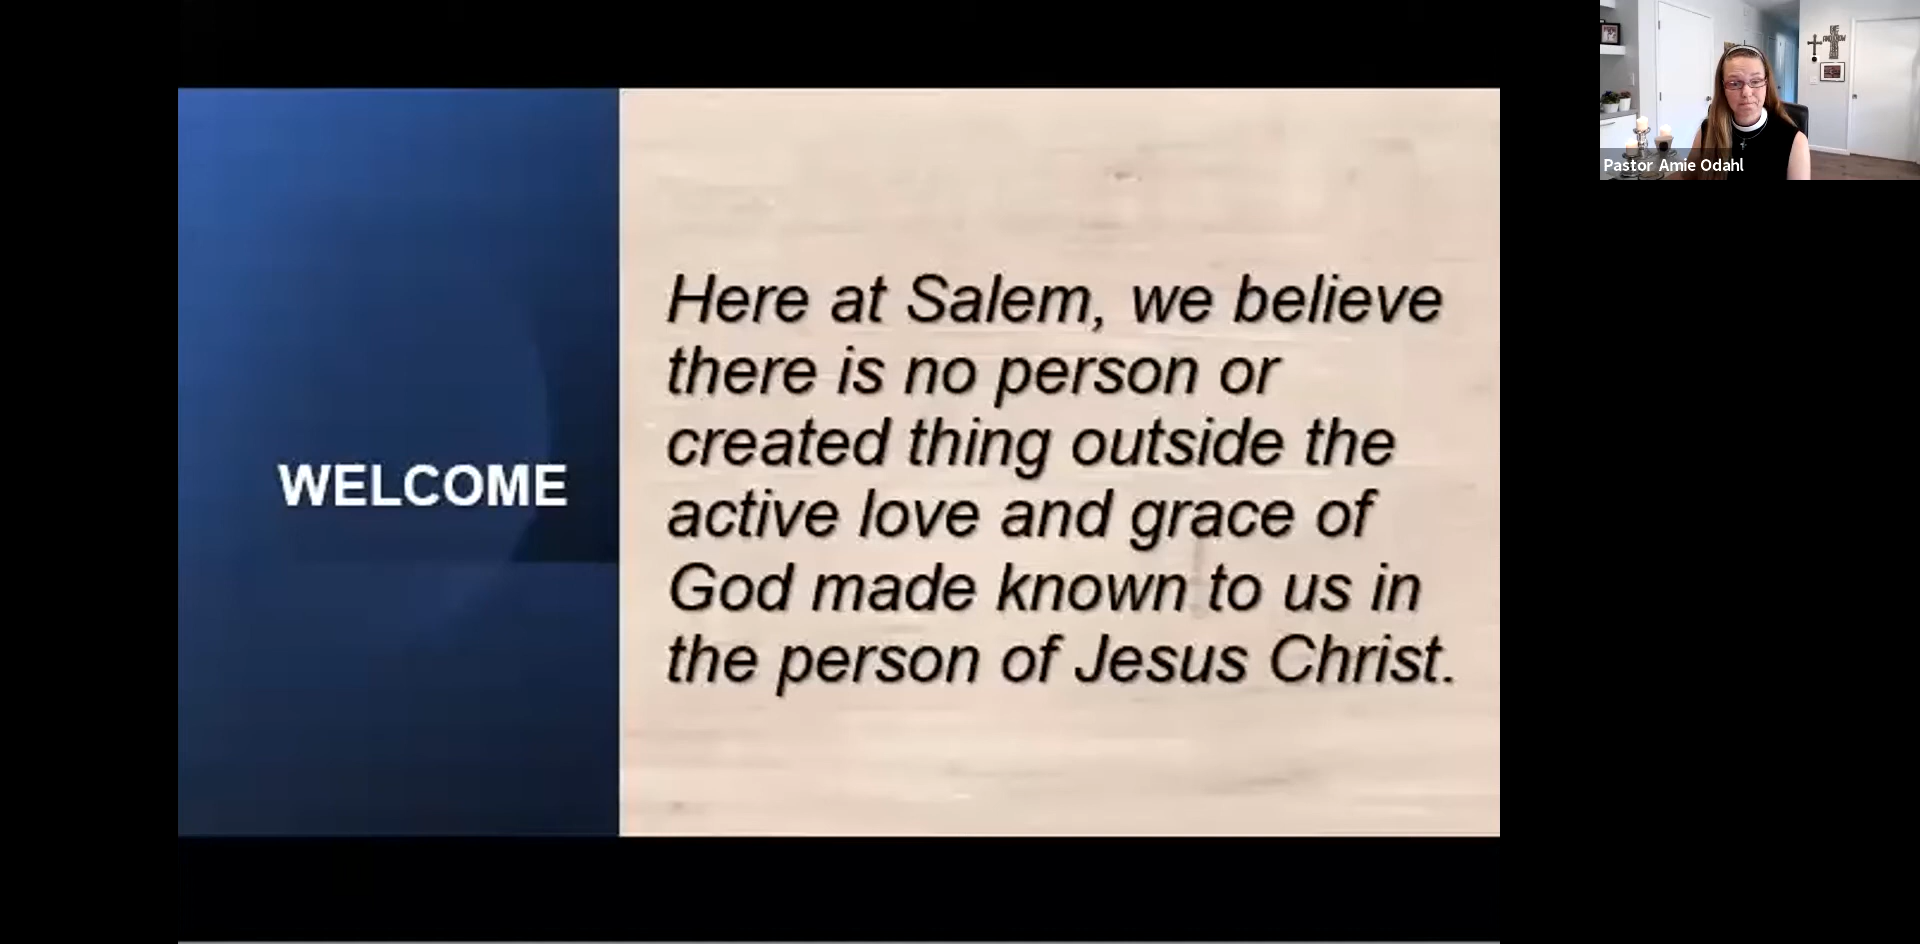 WELCOME
Here at Salem, we believe
there is no person or
created thing outside the
active love and grace of
God made known to us in
the person of Jesus Christ.
Pastor Amie Odahl